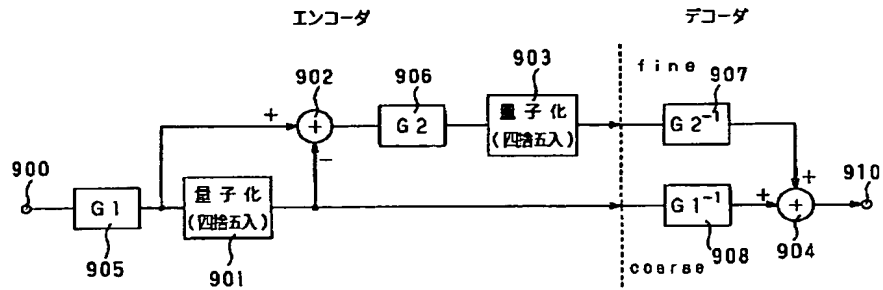 エンコーダ
デコーダ
902
906
903
fine
907
+
G2
量子化
(四捨五入)
G2⁻¹
−
+
900
910
G1
量子化
(四捨五入)
G1⁻¹
+
+
905
901
908
904
coarse